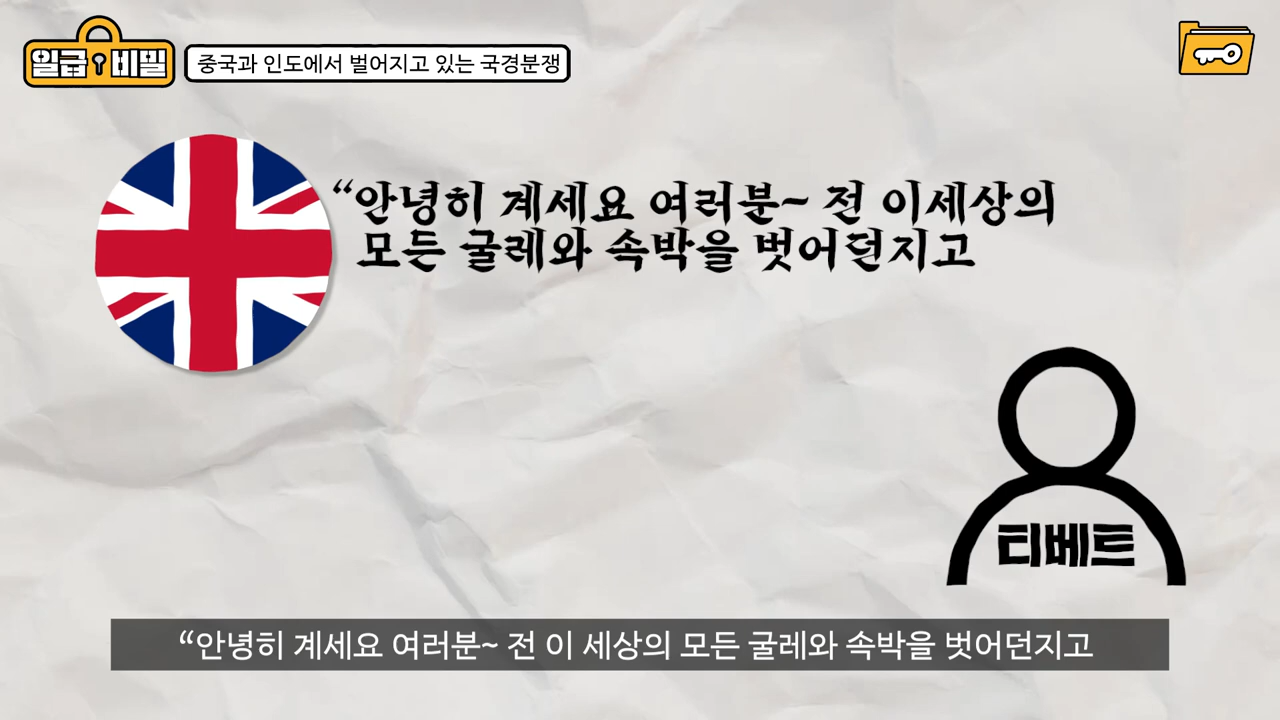 일급 비밀
중국과 인도에서 벌어지고 있는 국경분쟁
“안녕히 계세요 여러분~ 전 이세상의
모든 굴레와 속박을 벗어던지고
티베트
“안녕히 계세요 여러분~ 전 이 세상의 모든 굴레와 속박을 벗어던지고